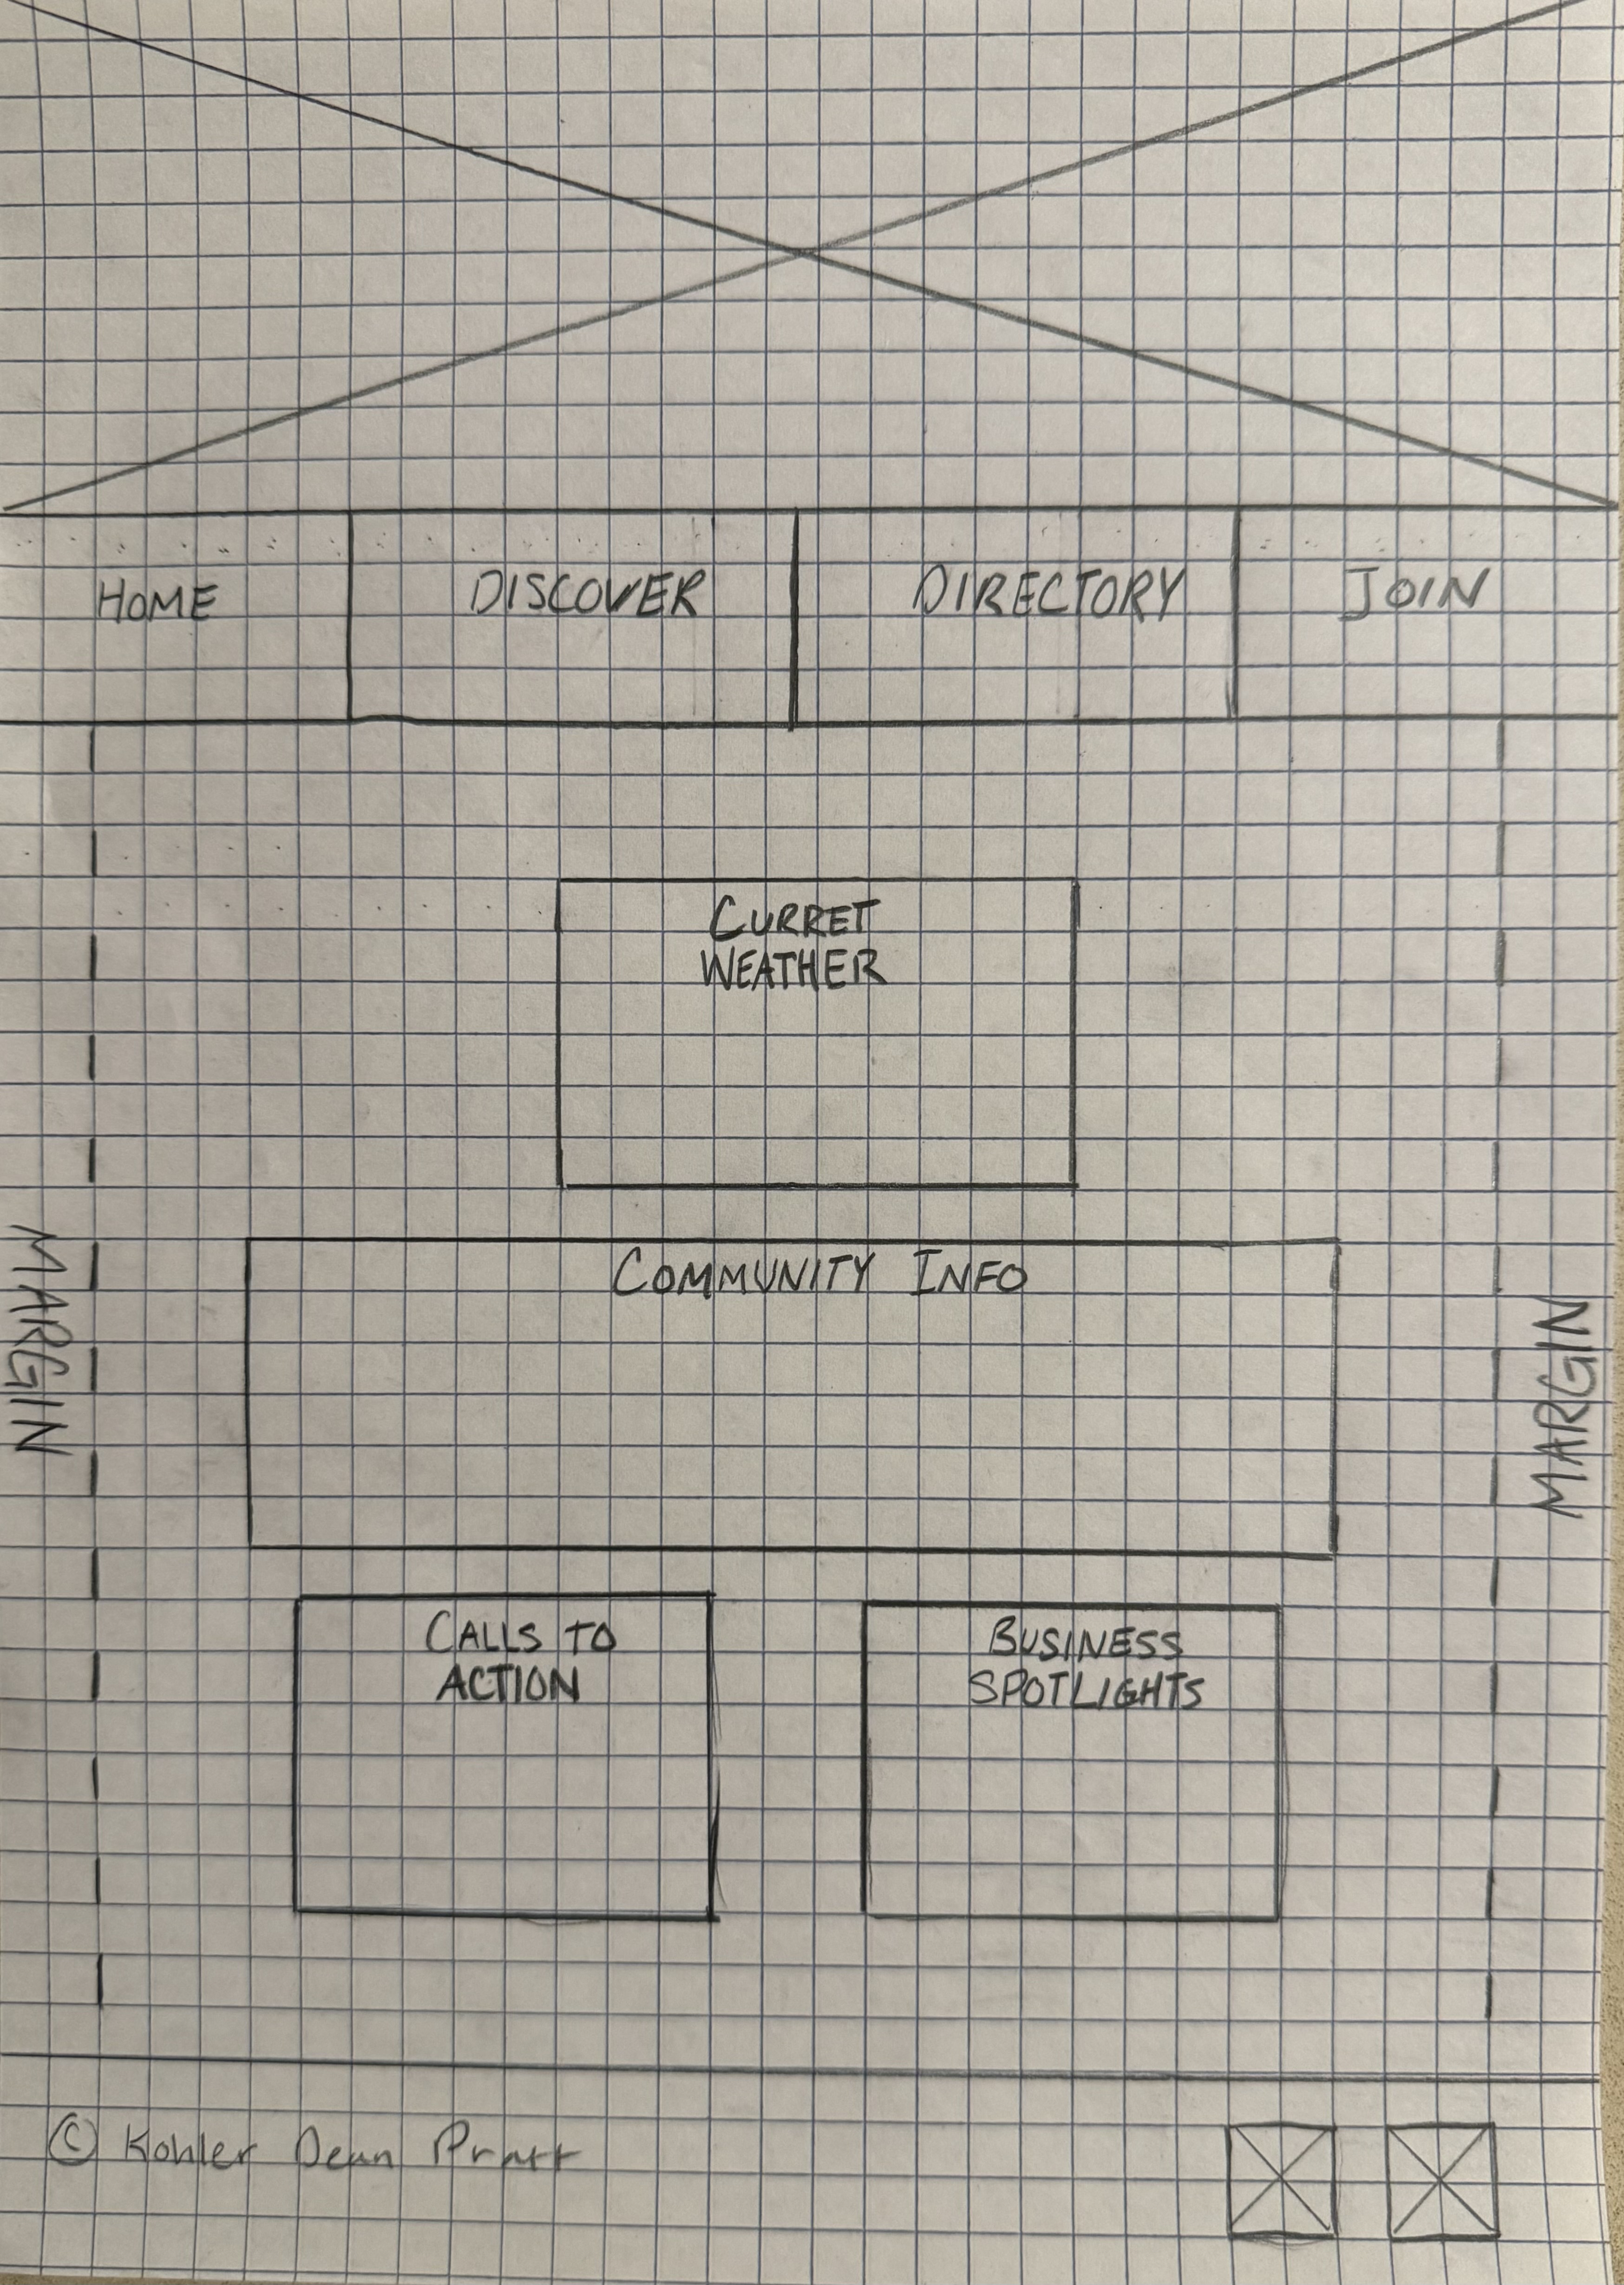 HOME
DISCOVER
DIRECTORY
JOIN
CURRET
WEATHER
MARGIN
COMMUNITY INFO
MARGIN
CALLS TO
ACTION
BUSINESS
SPOTLIGHTS
© Kohler Dean Pratt